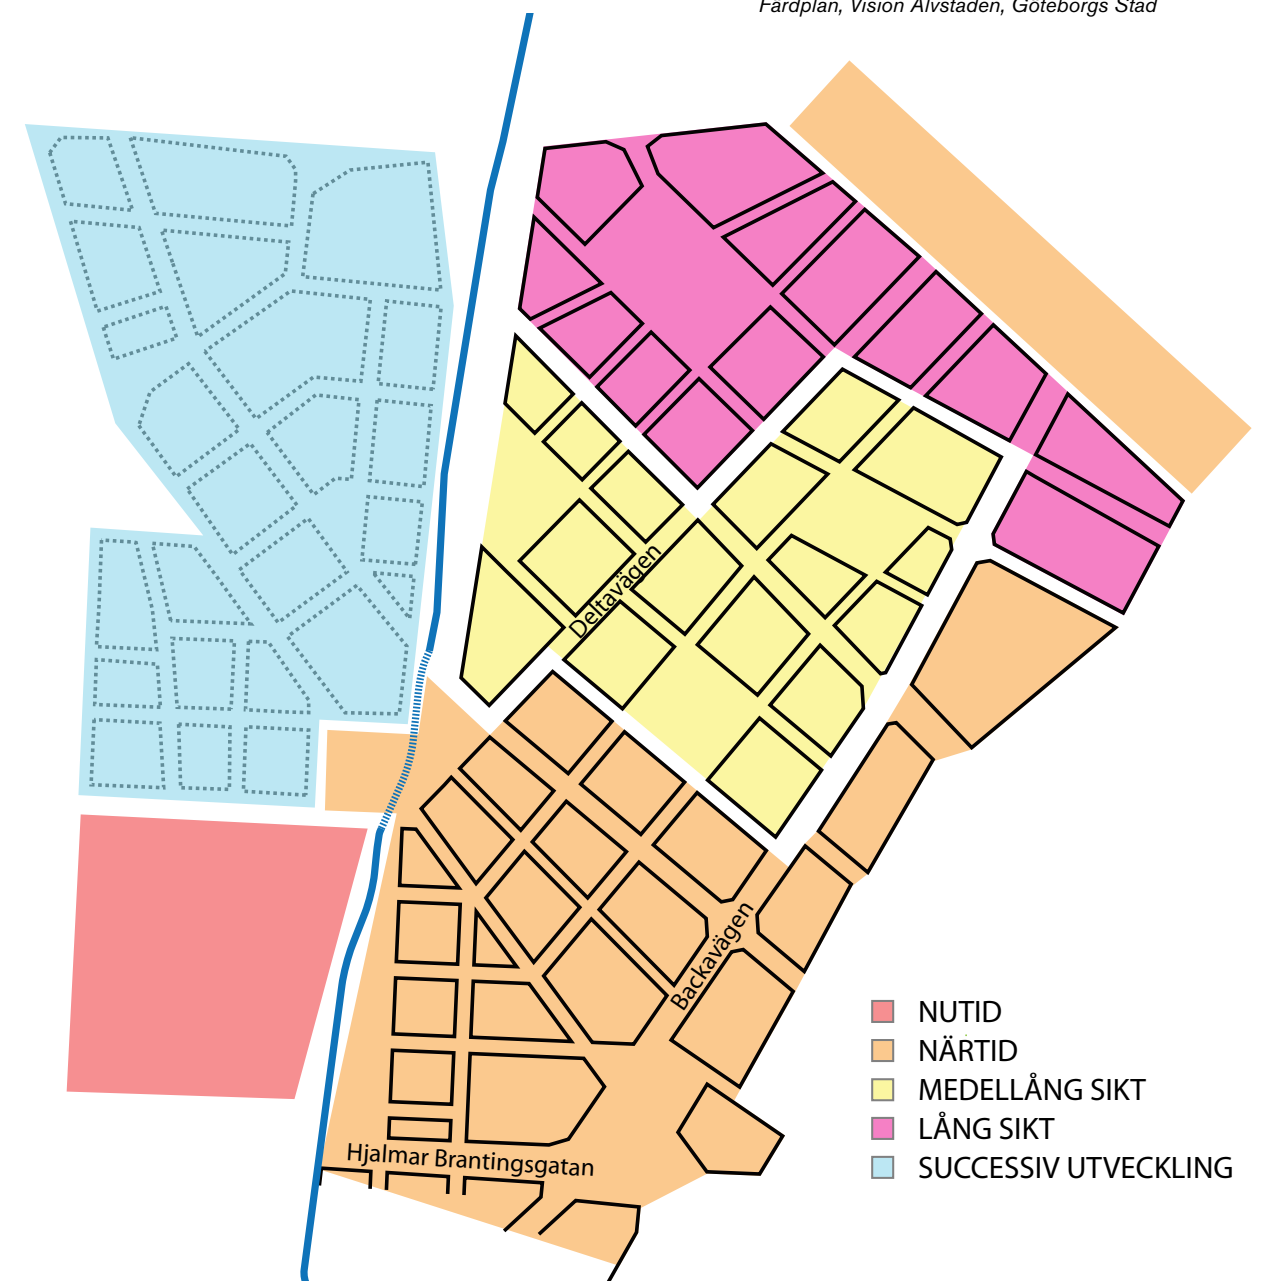 Färdplan, Vision Älvstaden, Göteborgs Stad
Deltavägen
Backavägen
NUTID
NÄRTID
MEDELLÅNG SIKT
LÅNG SIKT
SUCCESSIV UTVECKLING
Hjalmar Brantingsgatan